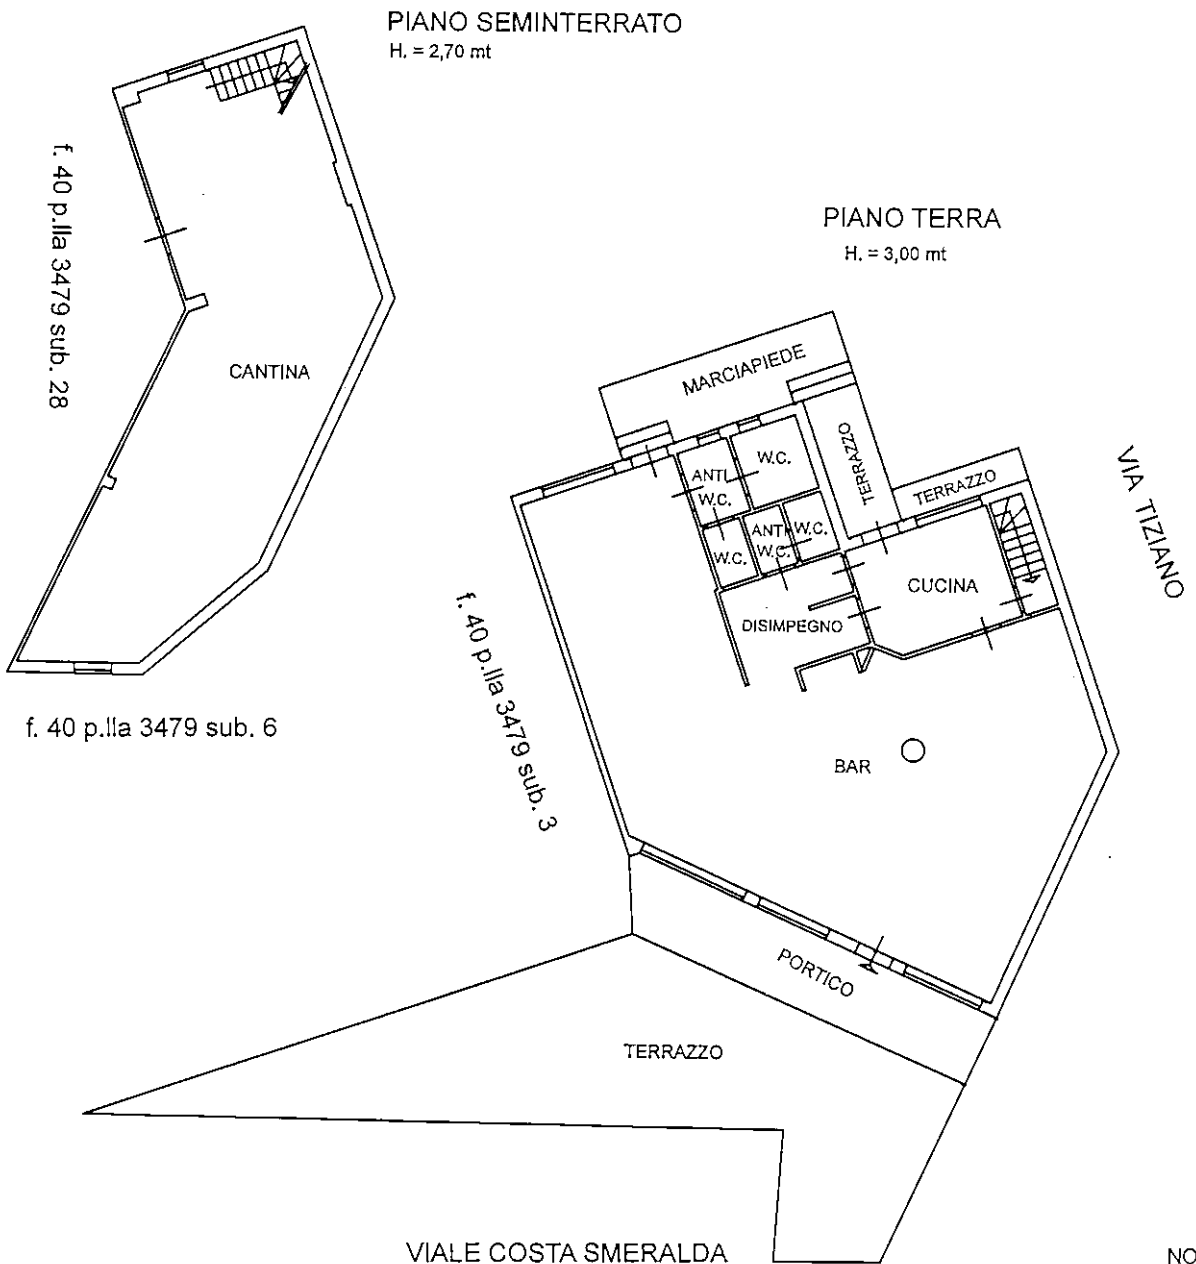 PIANO SEMINTERRATO
H. = 2,70 mt
f. 40 p.lla 3479 sub. 28
CANTINA
f. 40 p.lla 3479 sub. 6
PIANO TERRA
H. = 3,00 mt
MARCIAPIEDE
TERRAZZO
TERRAZZO
VIA TIZIANO
ANTI
W.C.
W.C.
W.C.
ANTI
W.C.
W.C.
CUCINA
DISIMPEGNO
f. 40 p.lla 3479 sub. 3
BAR
PORTICO
TERRAZZO
VIALE COSTA SMERALDA
NO